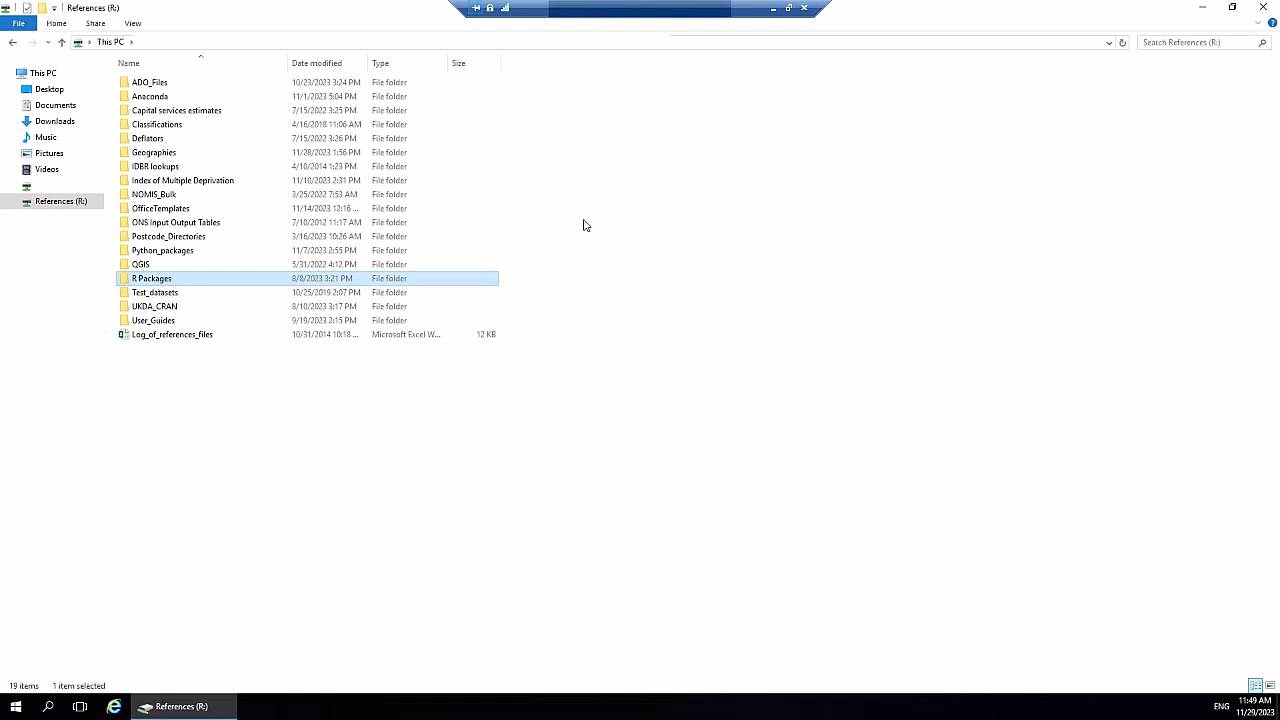 References (R:)
File
Home
Share
View
This PC
Search References (R:)
Name
Date modified
Type
Size
This PC
Desktop
Documents
Downloads
Music
Pictures
Videos
References (R:)
ADO_Files 10/23/2023 3:24 PM File folder
Anaconda 11/1/2023 5:04 PM File folder
Capital services estimates 7/15/2022 3:25 PM File folder
Classifications 4/16/2018 11:06 AM File folder
Deflators 7/15/2022 3:26 PM File folder
Geographies 11/28/2023 1:56 PM File folder
IDBR lookups 4/10/2014 1:23 PM File folder
Index of Multiple Deprivation 11/10/2023 2:31 PM File folder
NOMIS_Bulk 3/25/2022 7:53 AM File folder
OfficeTemplates 11/14/2023 12:16 ... File folder
ONS Input Output Tables 7/10/2012 11:17 AM File folder
Postcode_Directories 3/16/2023 10:26 AM File folder
Python_packages 11/7/2023 2:55 PM File folder
QGIS 5/31/2022 4:12 PM File folder
R Packages 8/8/2023 3:21 PM File folder
Test_datasets 10/25/2019 2:07 PM File folder
UKDA_CRAN 8/10/2023 3:17 PM File folder
User_Guides 9/19/2023 2:15 PM File folder
Log_of_references_files 10/31/2014 10:18 ... Microsoft Excel W... 12 KB
19 items
1 item selected
References (R:)
ENG
11:49 AM
11/29/2023